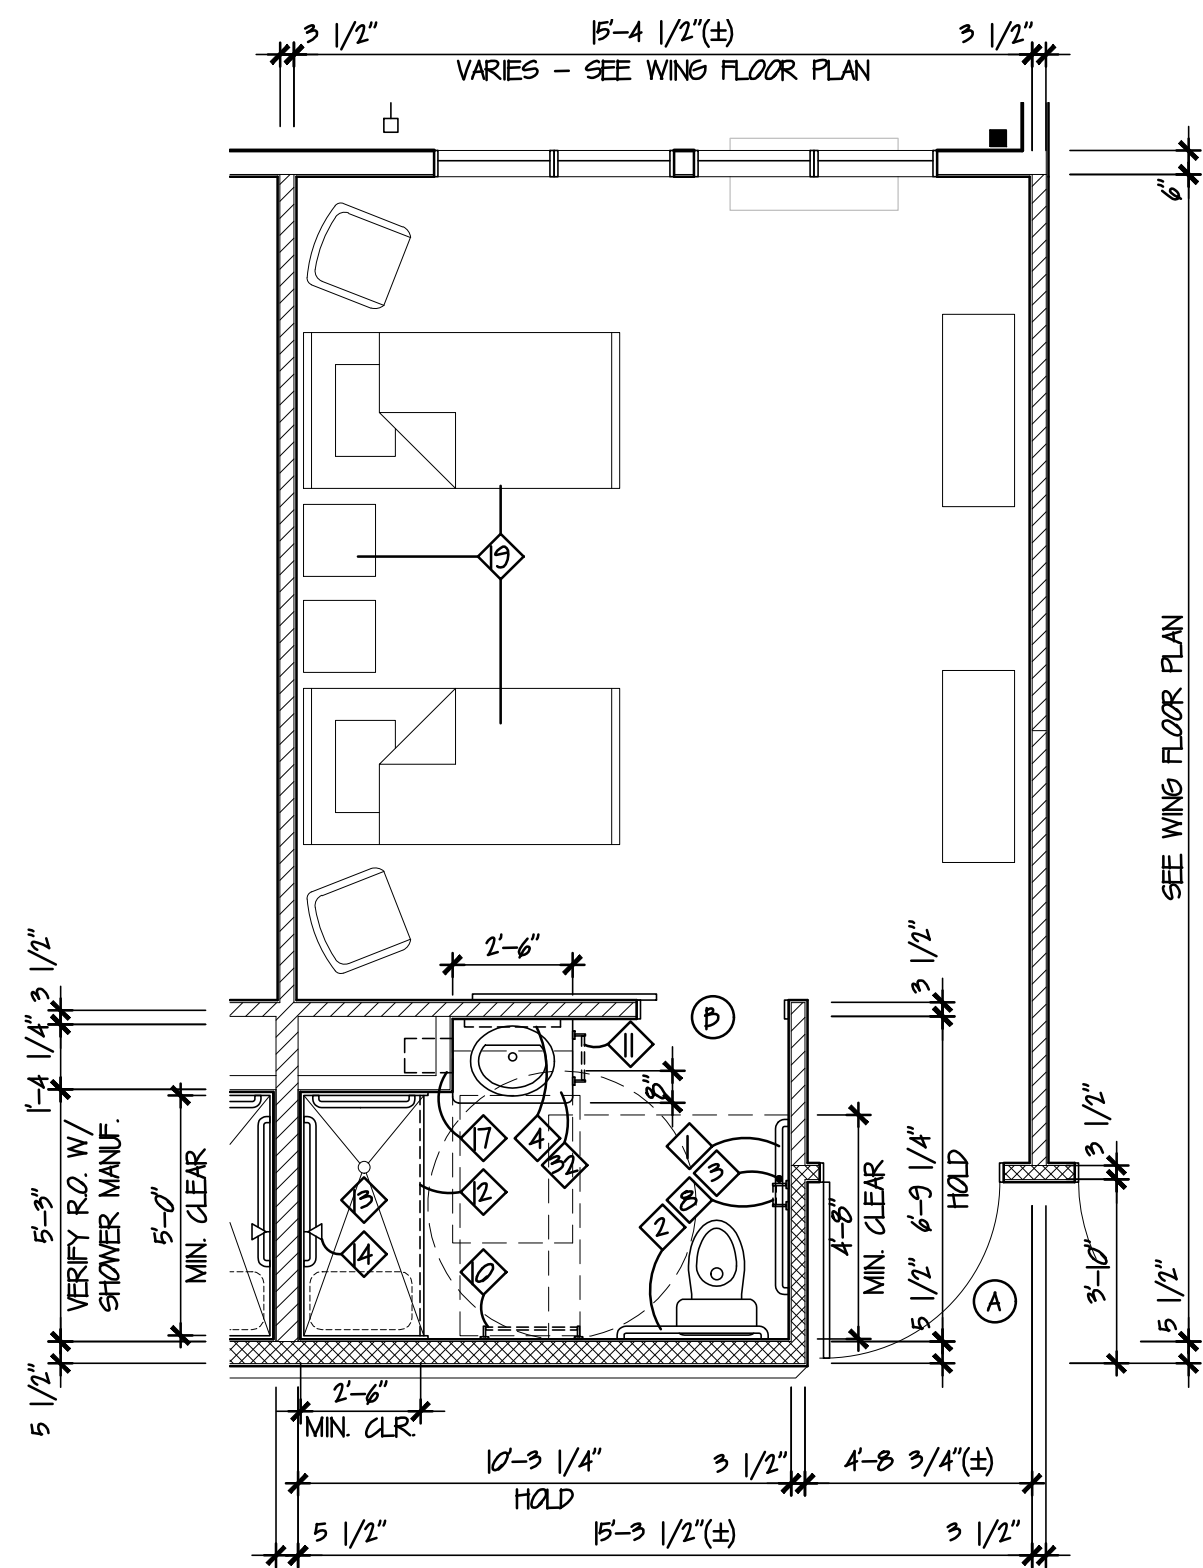 3 1/2" 15'-4 1/2"(±) 3 1/2"
VARIES - SEE WING FLOOR PLAN
6"
19
SEE WING FLOOR PLAN
2'-6"
3 1/2"
1'-4 1/4"
5'-3"
VERIFY R.O. W/
SHOWER MANUF.
5'-0"
MIN. CLEAR
5 1/2"
B
11
8"
17
4
32
12
13
14
10
1
3
8
2
4'-8"
MIN. CLEAR
3 1/2"
6'-9 1/4"
HOLD
5 1/2"
A
3 1/2"
3'-10"
5 1/2"
2'-6"
MIN. CLR.
10'-3 1/4" 3 1/2" 4'-8 3/4"(±)
HOLD
5 1/2" 15'-3 1/2"(±) 3 1/2"